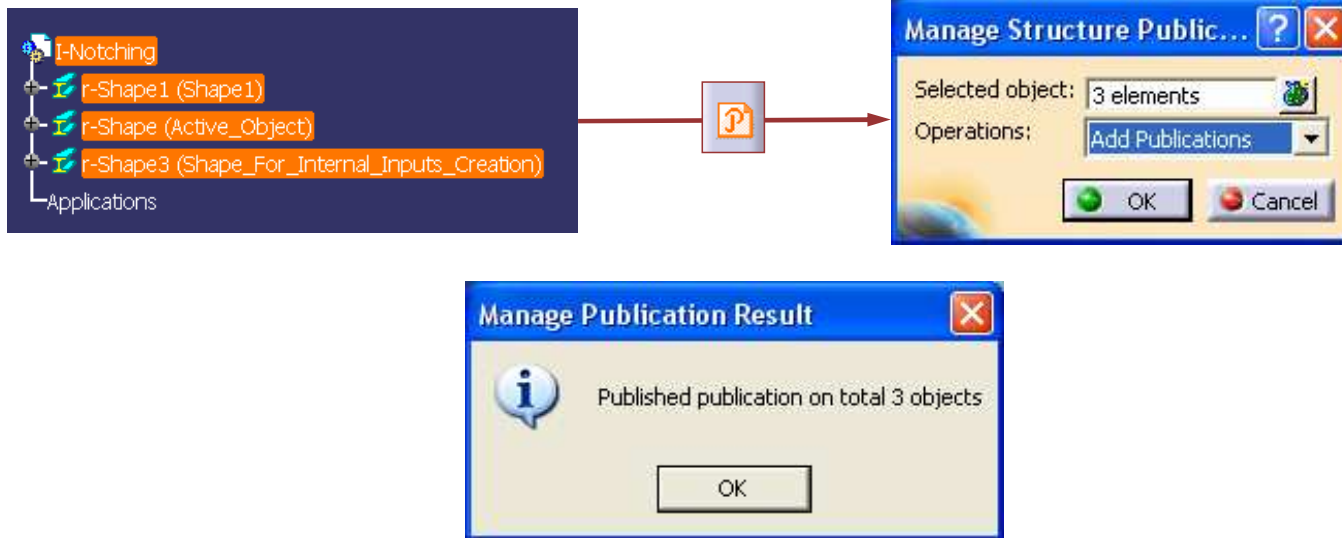 I-Notching
r-Shape1 (Shape1)
r-Shape (Active_Object)
r-Shape3 (Shape_For_Internal_Inputs_Creation)
Applications
P
Manage Structure Public...
Selected object: 3 elements
Operations: Add Publications
OK Cancel
Manage Publication Result
Published publication on total 3 objects
OK